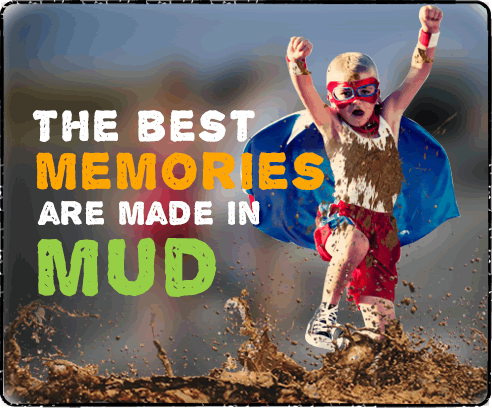 THE BEST
MEMORIES
ARE MADE IN
MUD